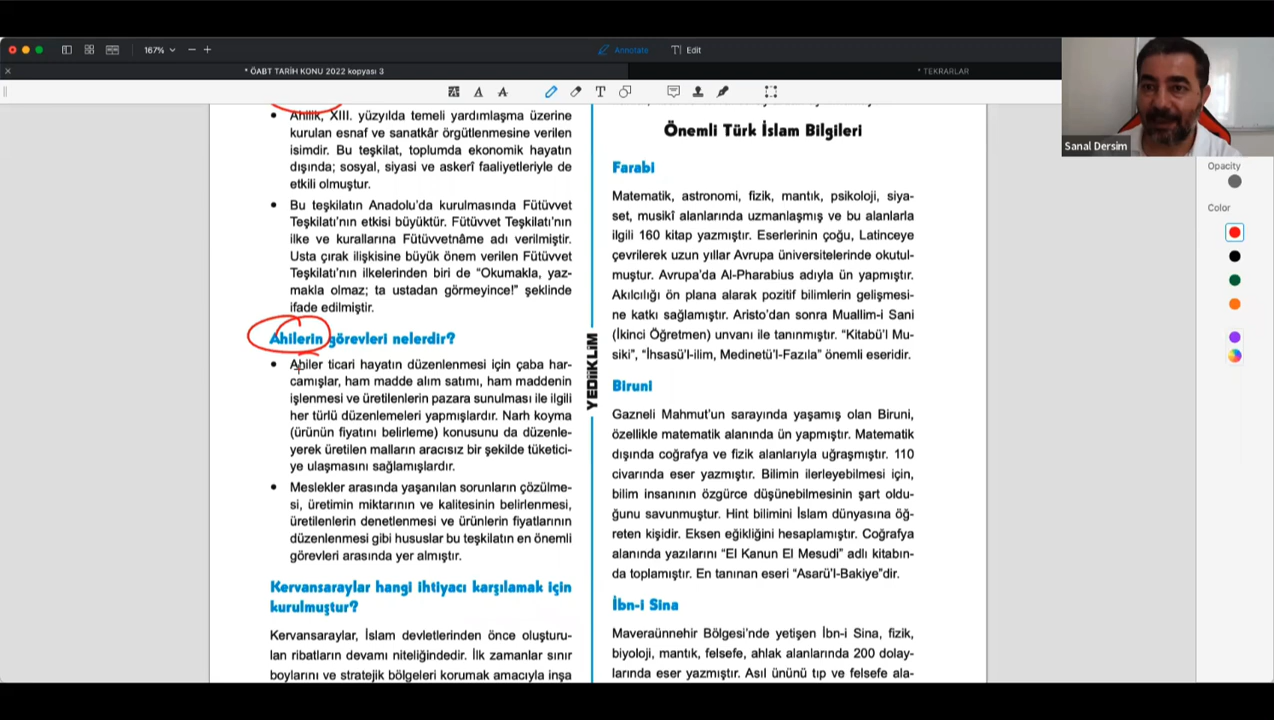 167%
Annotate
Edit
* ÖABT TARİH KONU 2022 kopyası 3
* TEKRARLAR
Sanal Dersim
Opacity
Color
Ahilik, XIII. yüzyılda temeli yardımlaşma üzerine
kurulan esnaf ve sanatkâr örgütlenmesine verilen
isimdir. Bu teşkilat, toplumda ekonomik hayatın
dışında; sosyal, siyasi ve askerî faaliyetleriyle de
etkili olmuştur.
Bu teşkilatın Anadolu'da kurulmasında Fütüvvet
Teşkilatı'nın etkisi büyüktür. Fütüvvet Teşkilatı'nın
ilke ve kurallarına Fütüvvetnâme adı verilmiştir.
Usta çırak ilişkisine büyük önem verilen Fütüvvet
Teşkilatı'nın ilkelerinden biri de "Okumakla, yaz-
makla olmaz; ta ustadan görmeyince!" şeklinde
ifade edilmiştir.
Ahilerin görevleri nelerdir?
Ahiler ticari hayatın düzenlenmesi için çaba har-
camışlar, ham madde alım satımı, ham maddenin
işlenmesi ve üretilenlerin pazara sunulması ile ilgili
her türlü düzenlemeleri yapmışlardır. Narh koyma
(ürünün fiyatını belirleme) konusunu da düzenle-
yerek üretilen malların aracısız bir şekilde tüketici-
ye ulaşmasını sağlamışlardır.
Meslekler arasında yaşanılan sorunların çözülme-
si, üretimin miktarının ve kalitesinin belirlenmesi,
üretilenlerin denetlenmesi ve ürünlerin fiyatlarının
düzenlenmesi gibi hususlar bu teşkilatın en önemli
görevleri arasında yer almıştır.
Kervansaraylar hangi ihtiyacı karşılamak için
kurulmuştur?
Kervansaraylar, İslam devletlerinden önce oluşturu-
lan ribatların devamı niteliğindedir. İlk zamanlar sınır
boylarını ve stratejik bölgeleri korumak amacıyla inşa
YEDİİKLİM
Önemli Türk İslam Bilgileri
Farabi
Matematik, astronomi, fizik, mantık, psikoloji, siya-
set, musikî alanlarında uzmanlaşmış ve bu alanlarla
ilgili 160 kitap yazmıştır. Eserlerinin çoğu, Latinceye
çevrilerek uzun yıllar Avrupa üniversitelerinde okutul-
muştur. Avrupa'da Al-Pharabius adıyla ün yapmıştır.
Akılcılığı ön plana alarak pozitif bilimlerin gelişmesi-
ne katkı sağlamıştır. Aristo'dan sonra Muallim-i Sani
(İkinci Öğretmen) unvanı ile tanınmıştır. "Kitabü'l Mu-
siki", "İhsasü'l-ilim, Medinetü'l-Fazıla" önemli eseridir.
Biruni
Gazneli Mahmut'un sarayında yaşamış olan Biruni,
özellikle matematik alanında ün yapmıştır. Matematik
dışında coğrafya ve fizik alanlarıyla uğraşmıştır. 110
civarında eser yazmıştır. Bilimin ilerleyebilmesi için,
bilim insanının özgürce düşünebilmesinin şart oldu-
ğunu savunmuştur. Hint bilimini İslam dünyasına öğ-
reten kişidir. Eksen eğikliğini hesaplamıştır. Coğrafya
alanında yazılarını "El Kanun El Mesudi" adlı kitabın-
da toplamıştır. En tanınan eseri "Asarü'l-Bakiye"dir.
İbn-i Sina
Maveraünnehir Bölgesi'nde yetişen İbn-i Sina, fizik,
biyoloji, mantık, felsefe, ahlak alanlarında 200 dolay-
larında eser yazmıştır. Asıl ününü tıp ve felsefe ala-